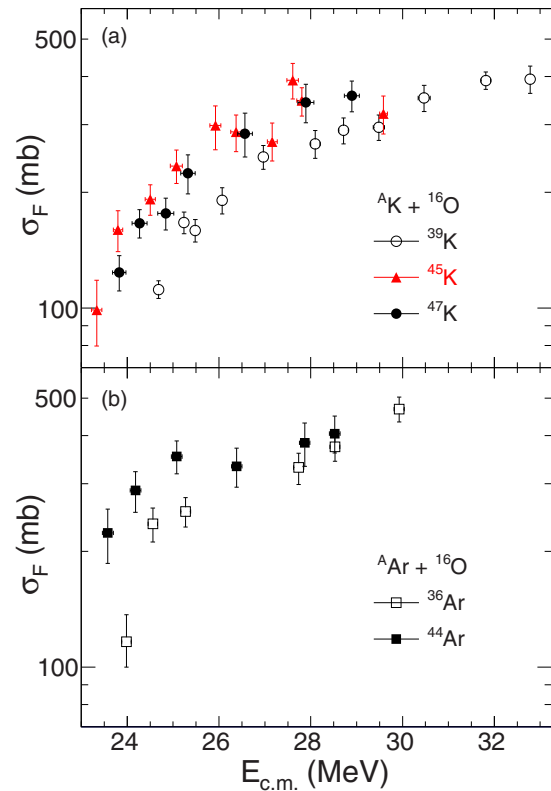 (a)
500
100
σF (mb)
ᴬK + ¹⁶O
³⁹K
⁴⁵K
⁴⁷K
(b)
500
100
σF (mb)
ᴬAr + ¹⁶O
³⁶Ar
⁴⁴Ar
24 26 28 30 32
Ec.m. (MeV)